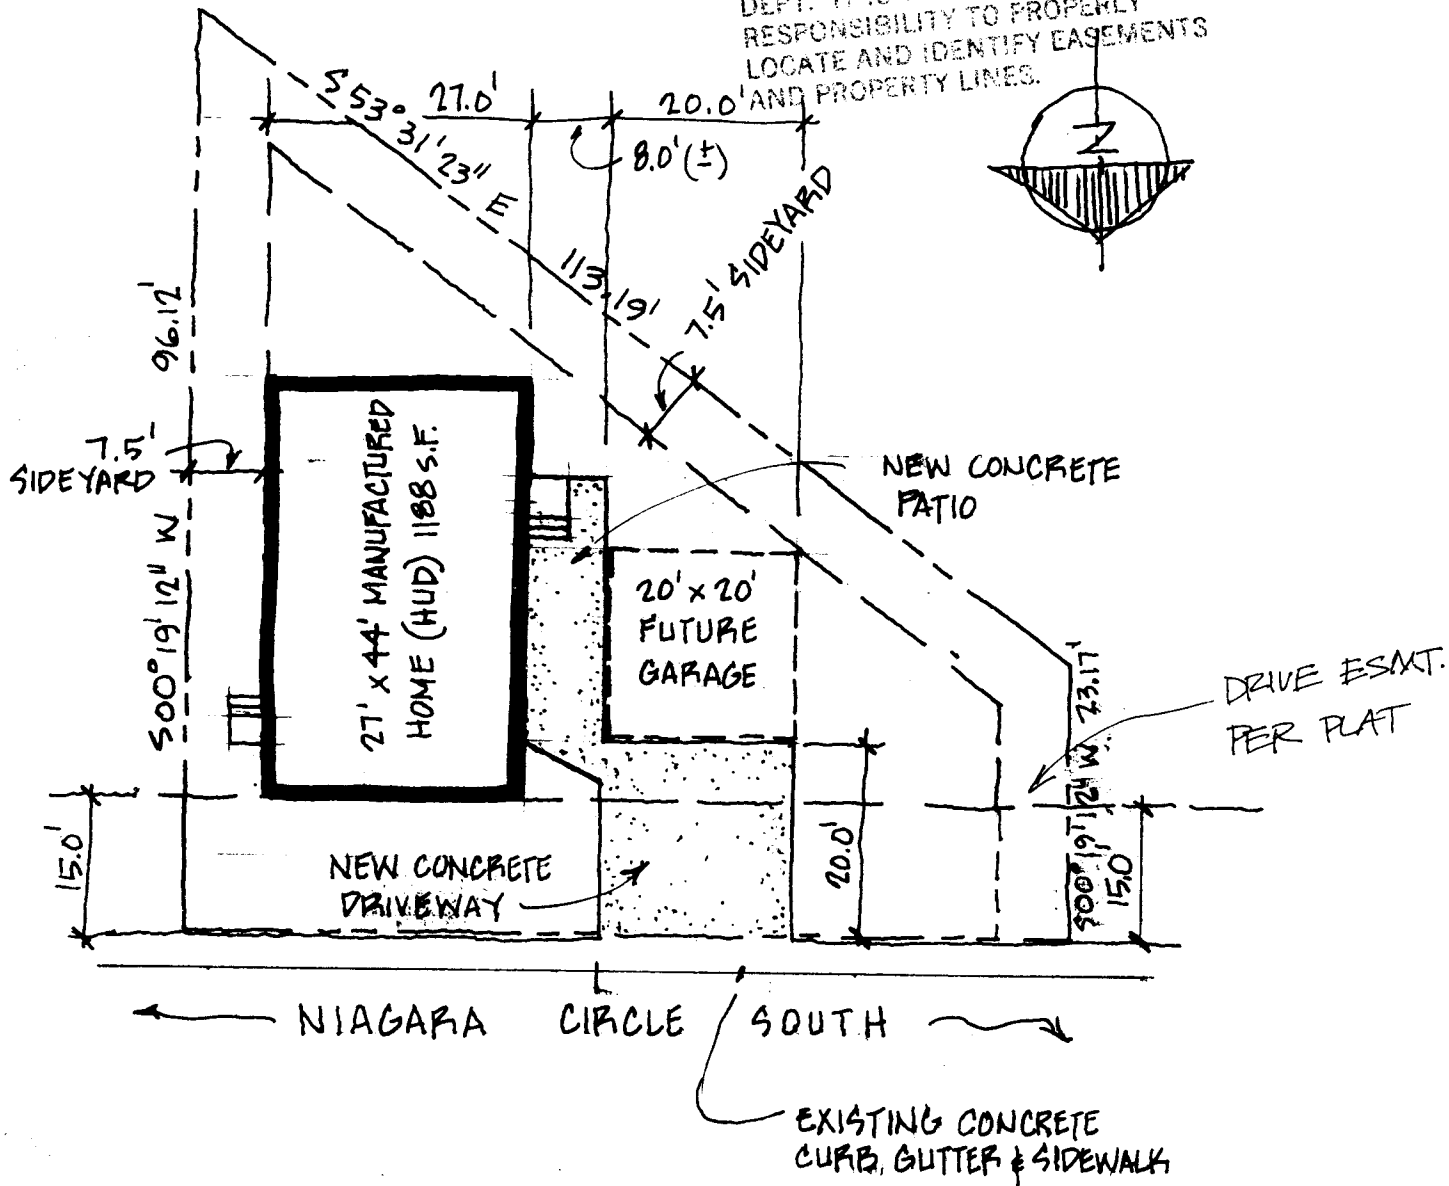 RESPONSIBILITY TO PROPERLY
LOCATE AND IDENTIFY EASEMENTS
AND PROPERTY LINES.
27.0'
20.0'
8.0' (±)
S 53° 31' 23" E 113.19'
7.5' SIDEYARD
N
S00° 19' 12" W 96.12'
7.5'
SIDEYARD
27' x 44' MANUFACTURED
HOME (HUD) 1188 S.F.
NEW CONCRETE
PATIO
20' x 20'
FUTURE
GARAGE
DRIVE ESMT.
PER PLAT
S00° 19' 12" W 23.17'
15.0'
NEW CONCRETE
DRIVEWAY
20.0'
15.0'
NIAGARA CIRCLE SOUTH
EXISTING CONCRETE
CURB, GUTTER & SIDEWALK